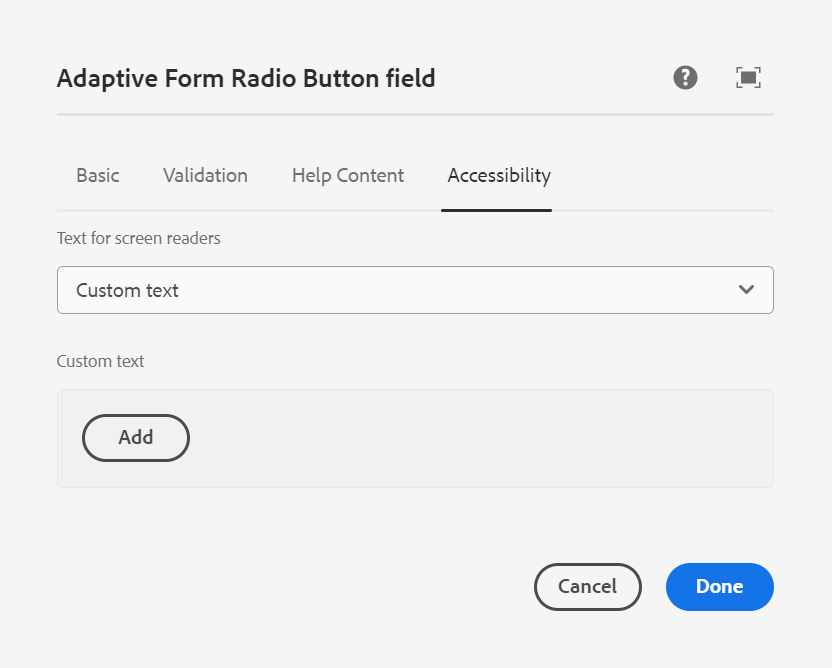 Adaptive Form Radio Button field
Basic Validation Help Content Accessibility
Text for screen readers
Custom text
Custom text
Add
Cancel Done